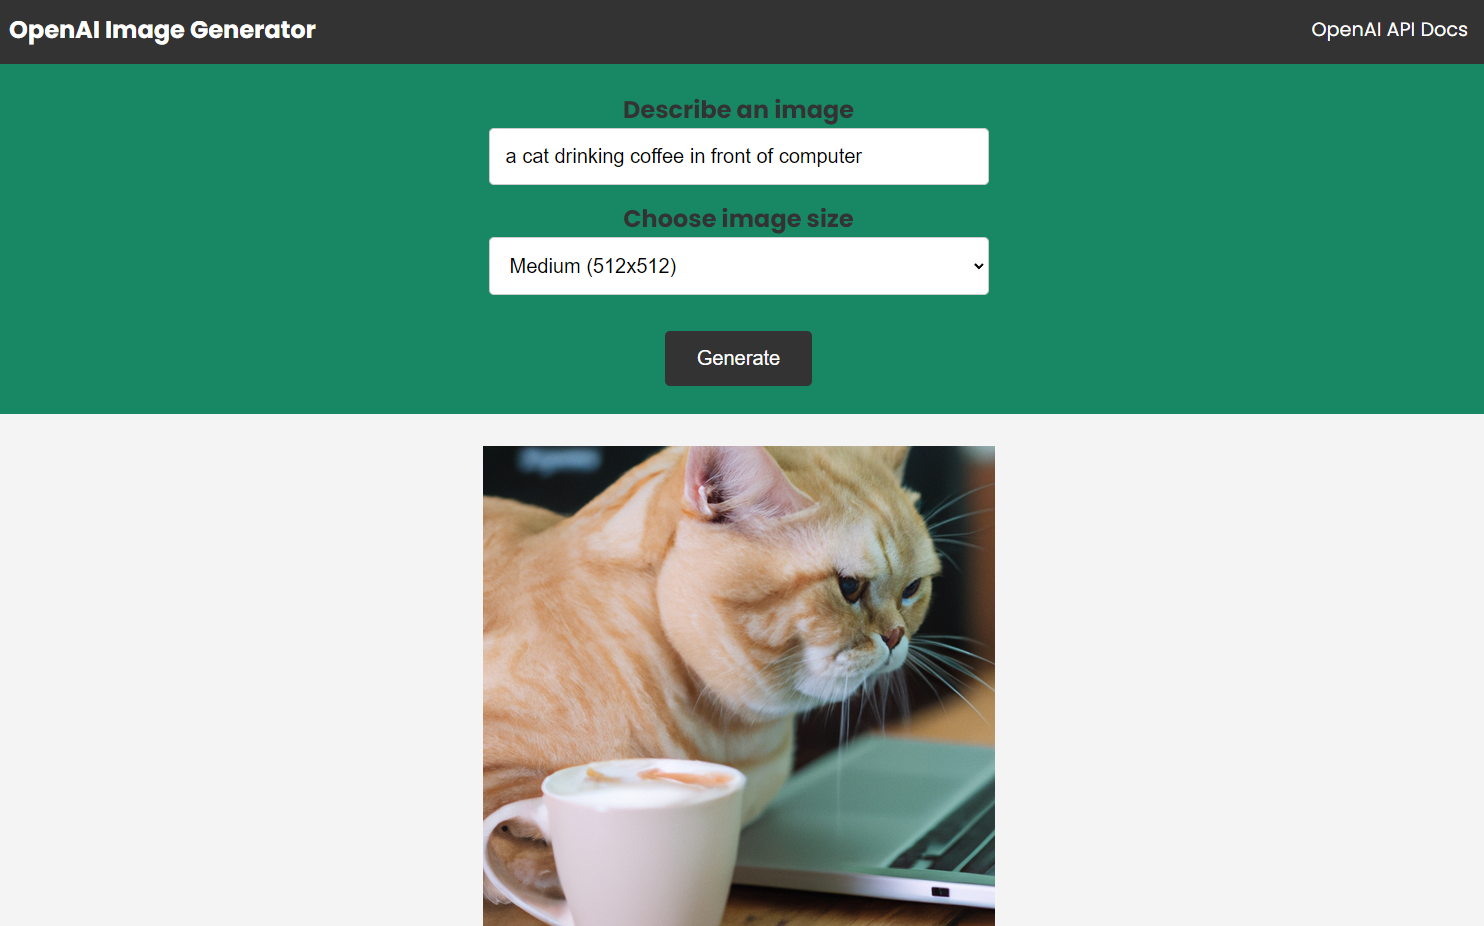 OpenAI Image Generator
OpenAI API Docs
Describe an image
a cat drinking coffee in front of computer
Choose image size
Medium (512x512)
Generate